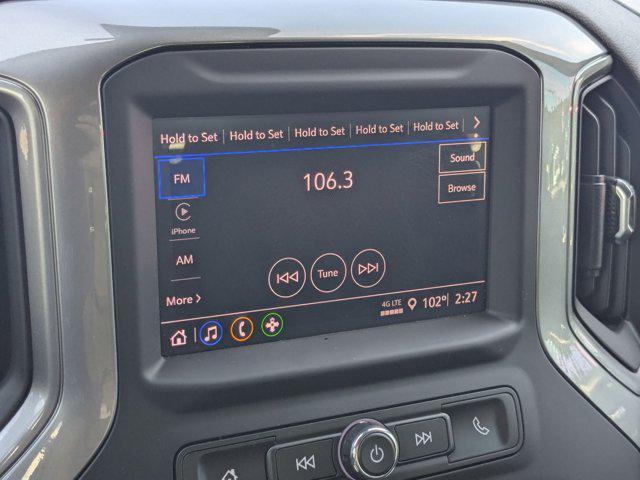 Hold to Set Hold to Set Hold to Set Hold to Set Hold to Set
FM
106.3
Sound
Browse
iPhone
AM
Tune
More
4G LTE
102° 2:27